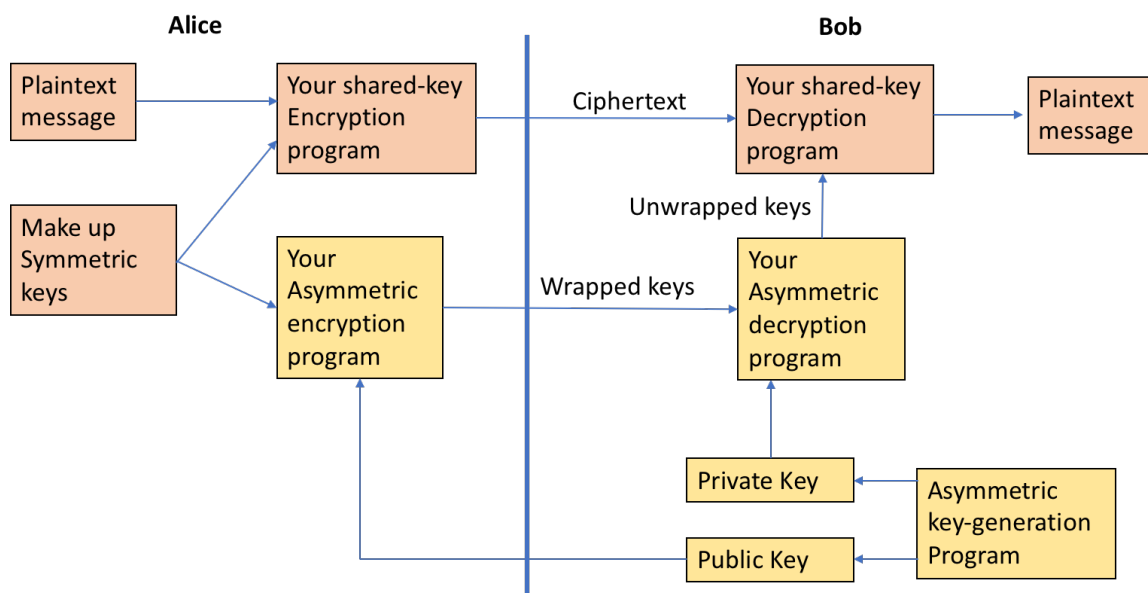 Alice
Bob
Plaintext
message
Your shared-key
Encryption
program
Ciphertext
Your shared-key
Decryption
program
Plaintext
message
Make up
Symmetric
keys
Unwrapped keys
Your
Asymmetric
encryption
program
Wrapped keys
Your
Asymmetric
decryption
program
Private Key
Asymmetric
key-generation
Program
Public Key